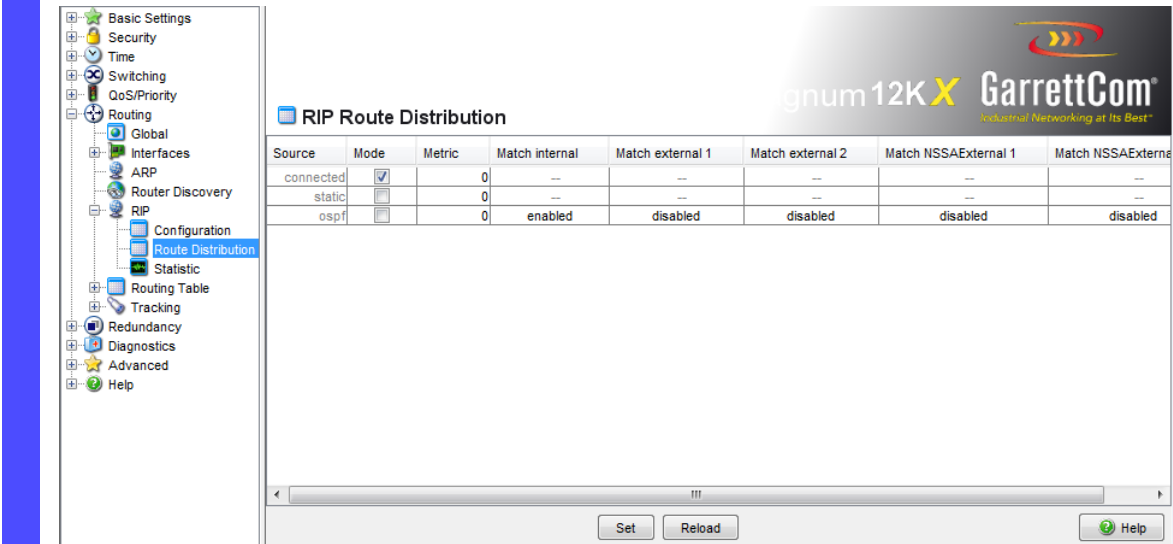 Basic Settings
Security
Time
Switching
QoS/Priority
Routing
Global
Interfaces
ARP
Router Discovery
RIP
Configuration
Route Distribution
Statistic
Routing Table
Tracking
Redundancy
Diagnostics
Advanced
Help
gnum 12K X GarrettCom®
Industrial Networking at Its Best™
RIP Route Distribution
Source Mode Metric Match internal Match external 1 Match external 2 Match NSSAExternal 1 Match NSSAExterna
connected 0 -- -- -- -- --
static 0 -- -- -- -- --
ospf 0 enabled disabled disabled disabled disabled
Set Reload Help